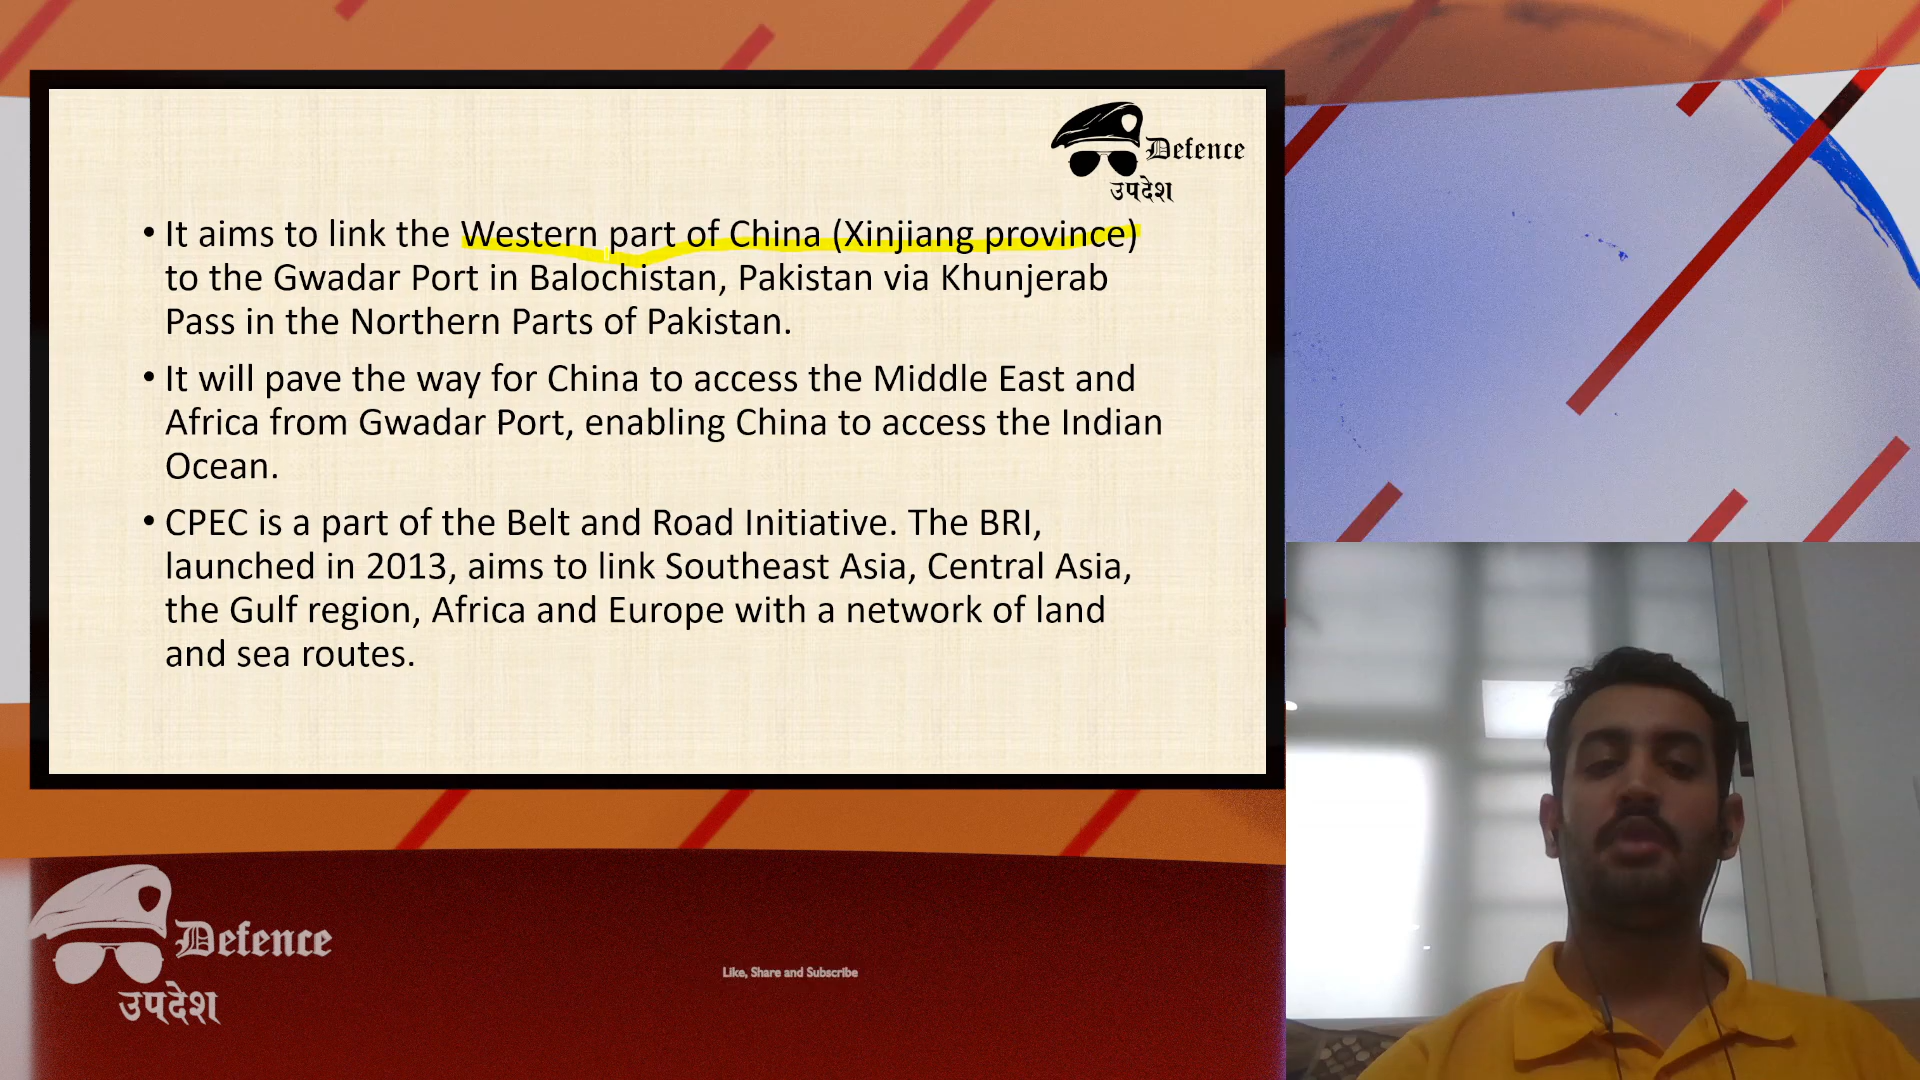 Defence
उपदेश
• It aims to link the Western part of China (Xinjiang province)
to the Gwadar Port in Balochistan, Pakistan via Khunjerab
Pass in the Northern Parts of Pakistan.
• It will pave the way for China to access the Middle East and
Africa from Gwadar Port, enabling China to access the Indian
Ocean.
• CPEC is a part of the Belt and Road Initiative. The BRI,
launched in 2013, aims to link Southeast Asia, Central Asia,
the Gulf region, Africa and Europe with a network of land
and sea routes.
Defence
उपदेश
Like, Share and Subscribe